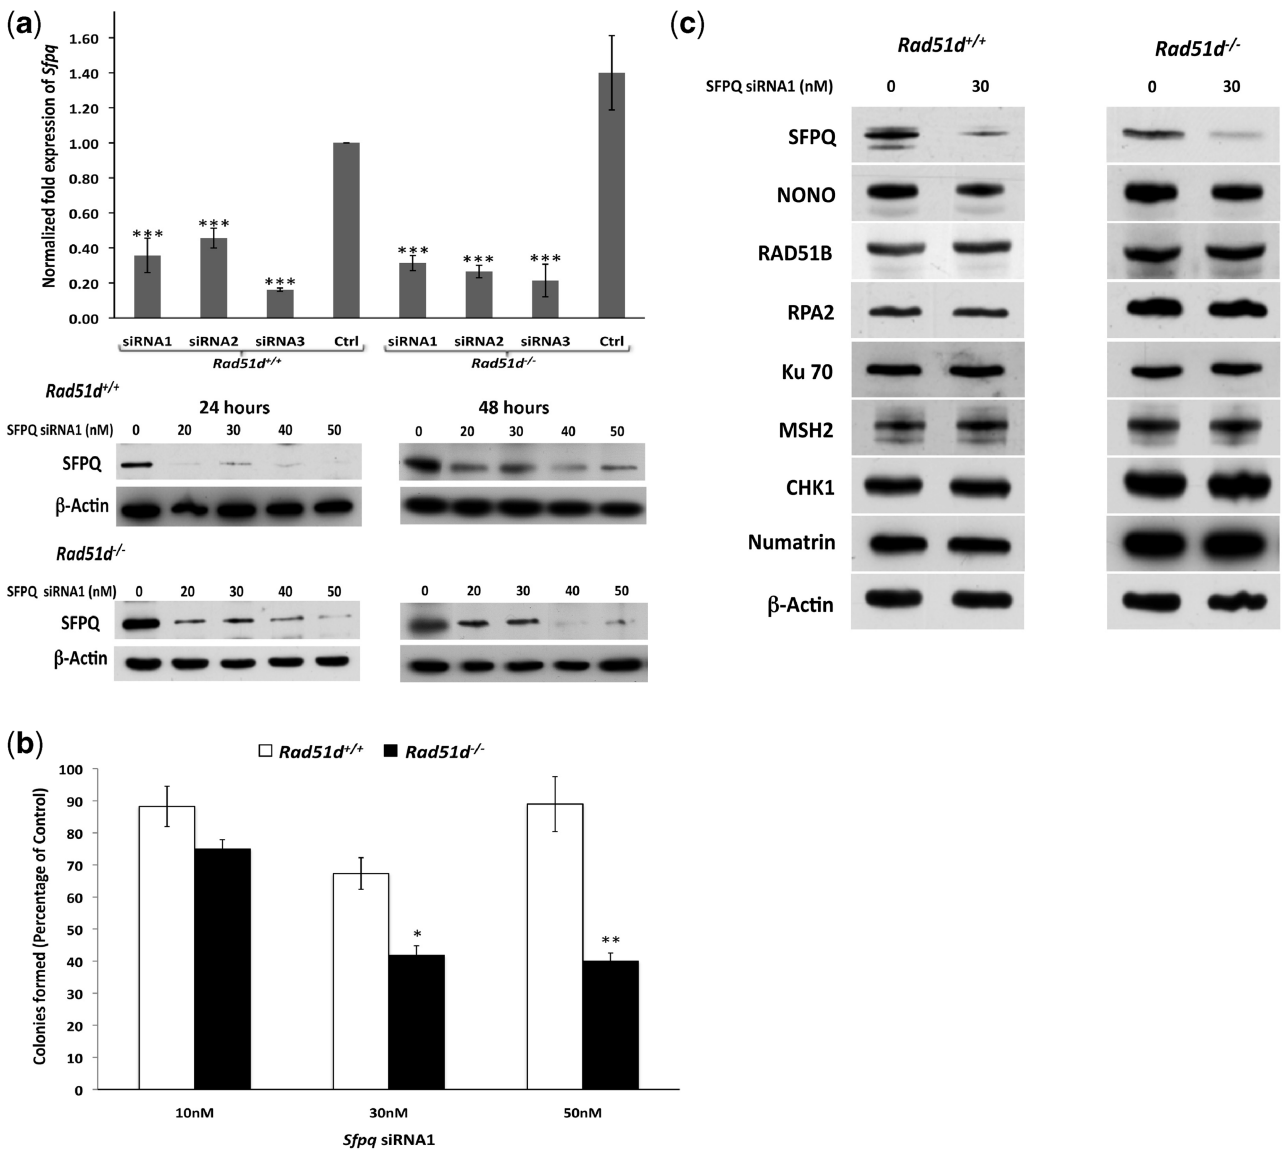 (a)
Normalized fold expression of Sfpq
1.60
1.40
1.20
1.00
0.80
0.60
0.40
0.20
0.00
*** *** *** *** *** ***
siRNA1 siRNA2 siRNA3 Ctrl siRNA1 siRNA2 siRNA3 Ctrl
Rad51d+/+ Rad51d-/-
Rad51d+/+
24 hours 48 hours
SFPQ siRNA1 (nM) 0 20 30 40 50 0 20 30 40 50
SFPQ
β-Actin
Rad51d-/-
SFPQ siRNA1 (nM) 0 20 30 40 50 0 20 30 40 50
SFPQ
β-Actin
(b)
Rad51d+/+ Rad51d-/-
Colonies formed (Percentage of Control)
100
90
80
70
60
50
40
30
20
10
0
* **
10nM 30nM 50nM
Sfpq siRNA1
(c)
Rad51d+/+ Rad51d-/-
SFPQ siRNA1 (nM) 0 30 0 30
SFPQ
NONO
RAD51B
RPA2
Ku 70
MSH2
CHK1
Numatrin
β-Actin